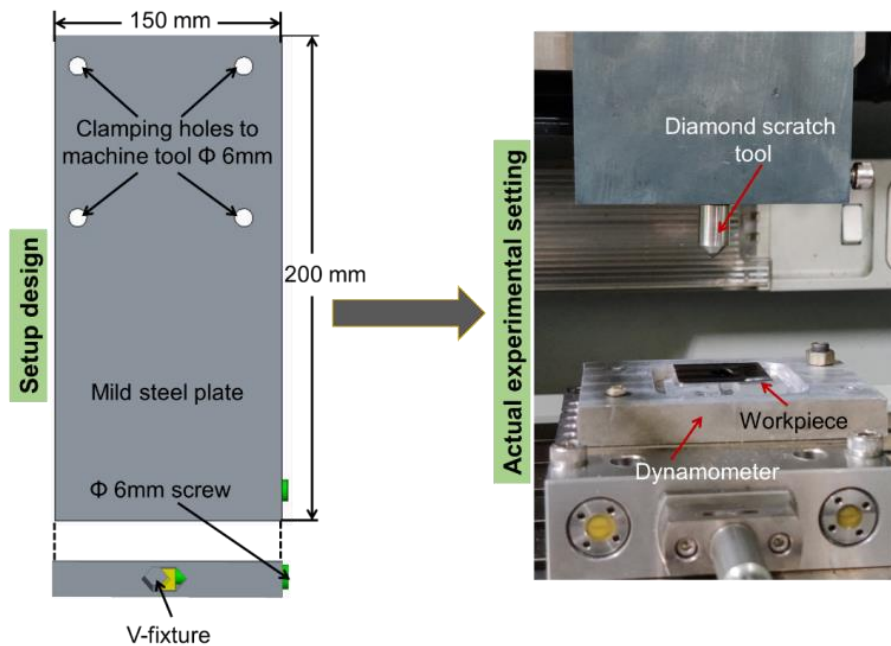 150 mm
Clamping holes to
machine tool Φ 6mm
200 mm
Setup design
Mild steel plate
Φ 6mm screw
V-fixture
Actual experimental setting
Diamond scratch
tool
Workpiece
Dynamometer